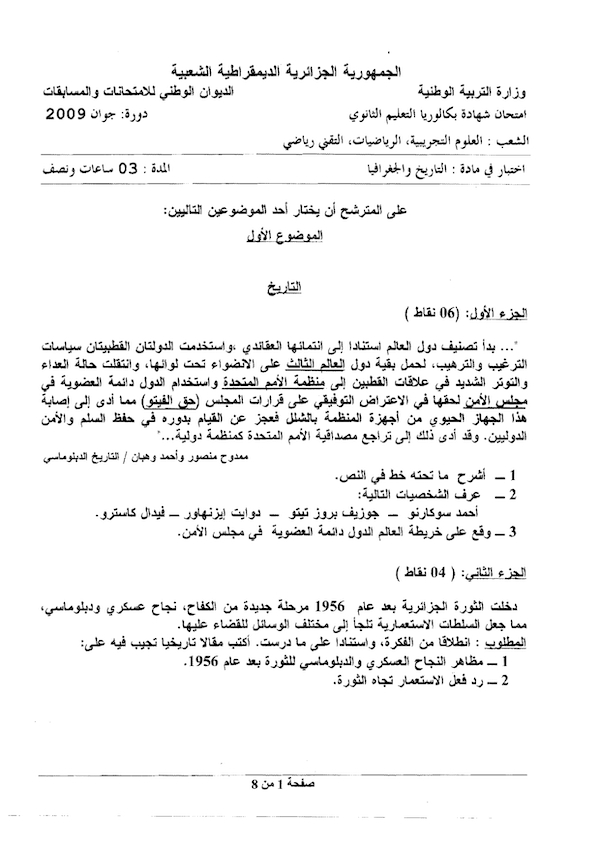 الجمهورية الجزائرية الديمقراطية الشعبية
وزارة التربية الوطنية الديوان الوطني للامتحانات والمسابقات
امتحان شهادة بكالوريا التعليم الثانوي دورة: جوان 2009
الشعب : العلوم التجريبية، الرياضيات، التقني رياضي
اختبار في مادة : التاريخ والجغرافيا المدة : 03 ساعات ونصف
على المترشح أن يختار أحد الموضوعين التاليين:
الموضوع الأول
التاريخ
الجزء الأول: (06 نقاط )
"... بدأ تصنيف دول العالم استنادا إلى انتمائها العقائدي ،واستخدمت الدولتان القطبيتان سياسات
الترغيب والترهيب، لحمل بقية دول العالم الثالث على الانضواء تحت لوائها، وانتقلت حالة العداء
والتوتر الشديد في علاقات القطبين إلى منظمة الأمم المتحدة واستخدام الدول دائمة العضوية في
مجلس الأمن لحقها في الاعتراض التوفيقي على قرارات المجلس (حق الفيتو) مما أدى إلى إصابة
هذا الجهاز الحيوي من أجهزة المنظمة بالشلل فعجز عن القيام بدوره في حفظ السلم والأمن
الدوليين. وقد أدى ذلك إلى تراجع مصداقية الأمم المتحدة كمنظمة دولية..."
ممدوح منصور وأحمد وهبان / التاريخ الدبلوماسي
1 ــ أشرح ما تحته خط في النص.
2 ــ عرف الشخصيات التالية:
أحمد سوكارنو ــ جوزيف بروز تيتو ــ دوايت إيزنهاور ــ فيدال كاسترو.
3 ــ وقع على خريطة العالم الدول دائمة العضوية في مجلس الأمن.
الجزء الثاني: ( 04 نقاط )
دخلت الثورة الجزائرية بعد عام 1956 مرحلة جديدة من الكفاح، نجاح عسكري ودبلوماسي،
مما جعل السلطات الاستعمارية تلجأ إلى مختلف الوسائل للقضاء عليها.
المطلوب : انطلاقا من الفكرة، واستنادا على ما درست. أكتب مقالا تاريخيا تجيب فيه على:
1 ــ مظاهر النجاح العسكري والدبلوماسي للثورة بعد عام 1956.
2 ــ رد فعل الاستعمار تجاه الثورة.
صفحة 1 من 8